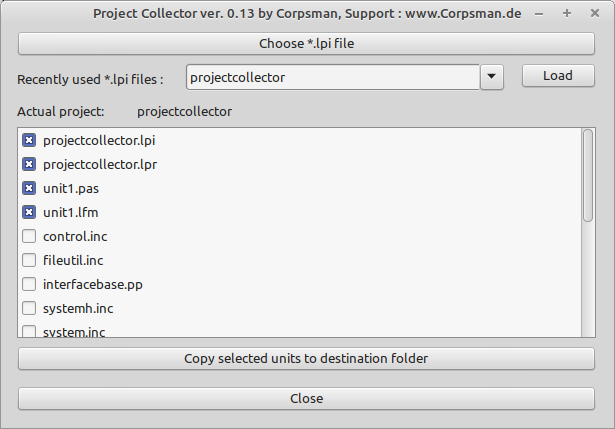 Project Collector ver. 0.13 by Corpsman, Support : www.Corpsman.de
Choose *.lpi file
Recently used *.lpi files : projectcollector Load
Actual project: projectcollector
projectcollector.lpi
projectcollector.lpr
unit1.pas
unit1.lfm
control.inc
fileutil.inc
interfacebase.pp
systemh.inc
system.inc
Copy selected units to destination folder
Close